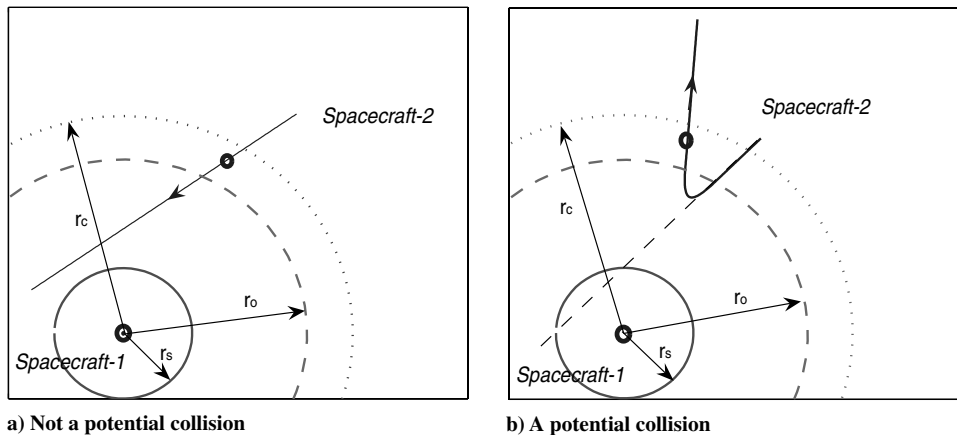 Spacecraft-2
rc
ro
rs
Spacecraft-1
a) Not a potential collision
Spacecraft-2
rc
ro
rs
Spacecraft-1
b) A potential collision